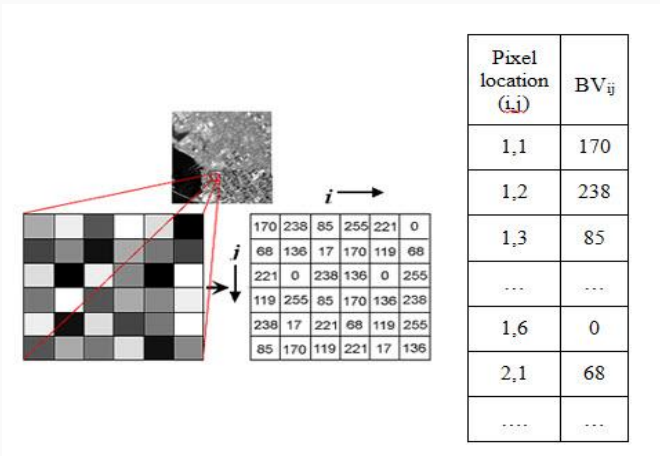 i
j
170 238 85 255 221 0
68 136 17 170 119 68
221 0 238 136 0 255
119 255 85 170 136 238
238 17 221 68 119 255
85 170 119 221 17 136
Pixel location (i,j) BVij
1,1 170
1,2 238
1,3 85
... ...
1,6 0
2,1 68
.... ...